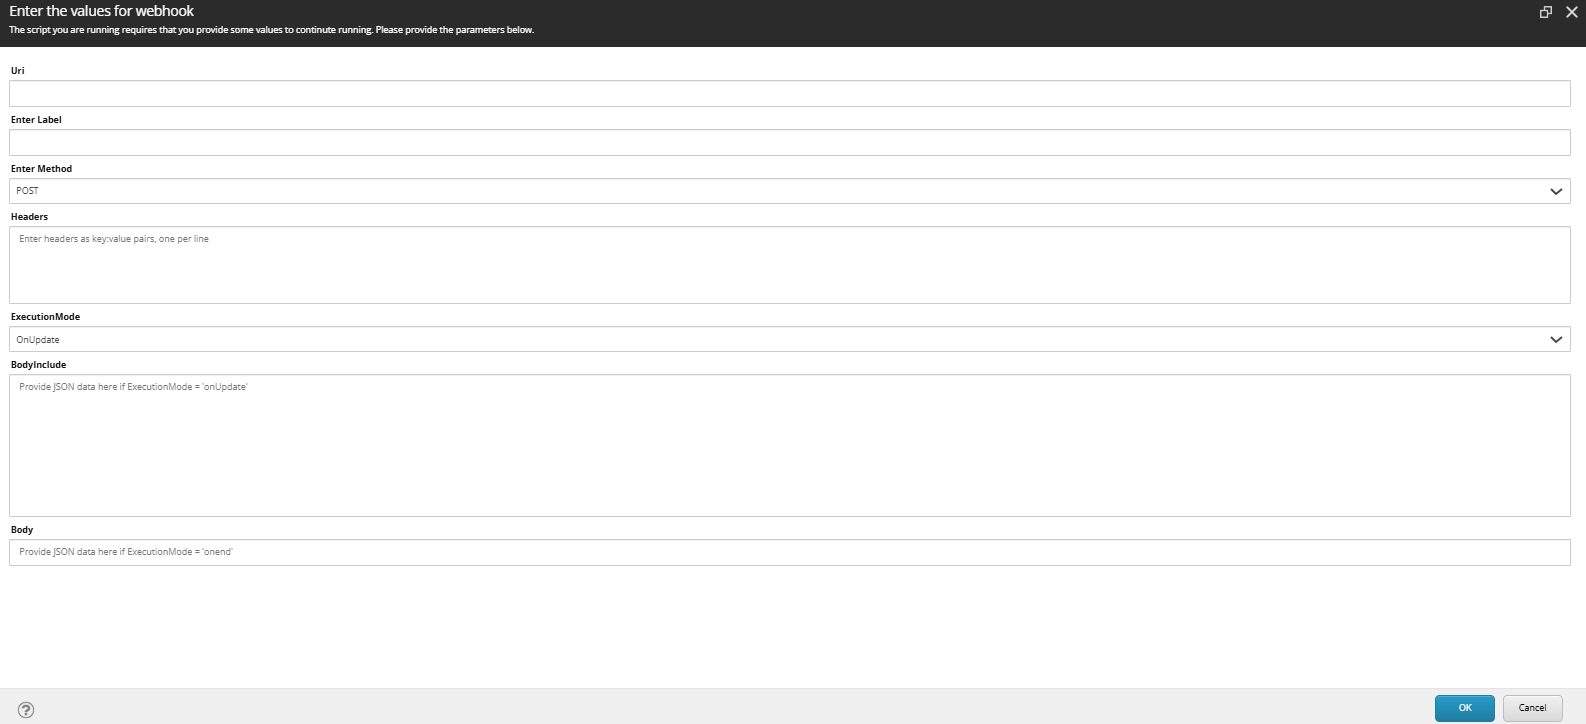 Enter the values for webhook
The script you are running requires that you provide some values to continute running. Please provide the parameters below.
Uri
Enter Label
Enter Method
POST
Headers
Enter headers as key:value pairs, one per line
ExecutionMode
OnUpdate
BodyInclude
Provide JSON data here if ExecutionMode = 'onUpdate'
Body
Provide JSON data here if ExecutionMode = 'onend'
?
OK
Cancel